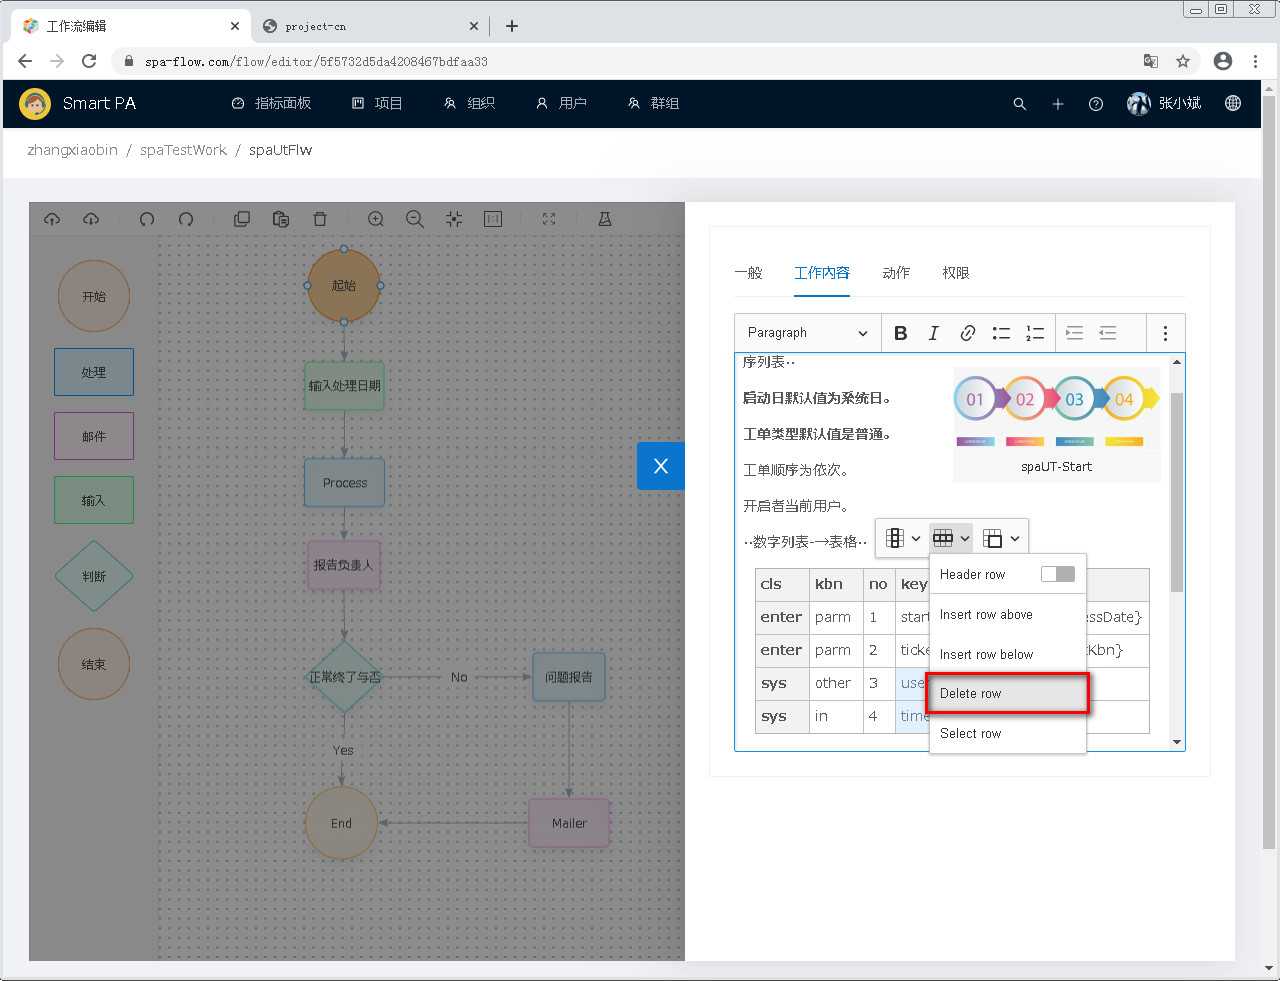 工作流编辑
project-cn
spa-flow.com/flow/editor/5f5732d5da4208467bdfaa33
Smart PA
指标面板
项目
组织
用户
群组
张小斌
zhangxiaobin / spaTestWork / spaUtFlw
开始
处理
邮件
输入
判断
结束
起始
输入处理日期
Process
报告负责人
正常终了与否
No
问题报告
Yes
End
Mailer
一般
工作内容
动作
权限
Paragraph
序列表··
启动日默认值为系统日。
工单类型默认值是普通。
工单顺序为依次。
开启者当前用户。
01 02 03 04
spaUT-Start
··数字列表-→表格··
cls kbn no key
enter parm 1 star essDate}
enter parm 2 ticke Kbn}
sys other 3 use
sys in 4 time
Header row
Insert row above
Insert row below
Delete row
Select row